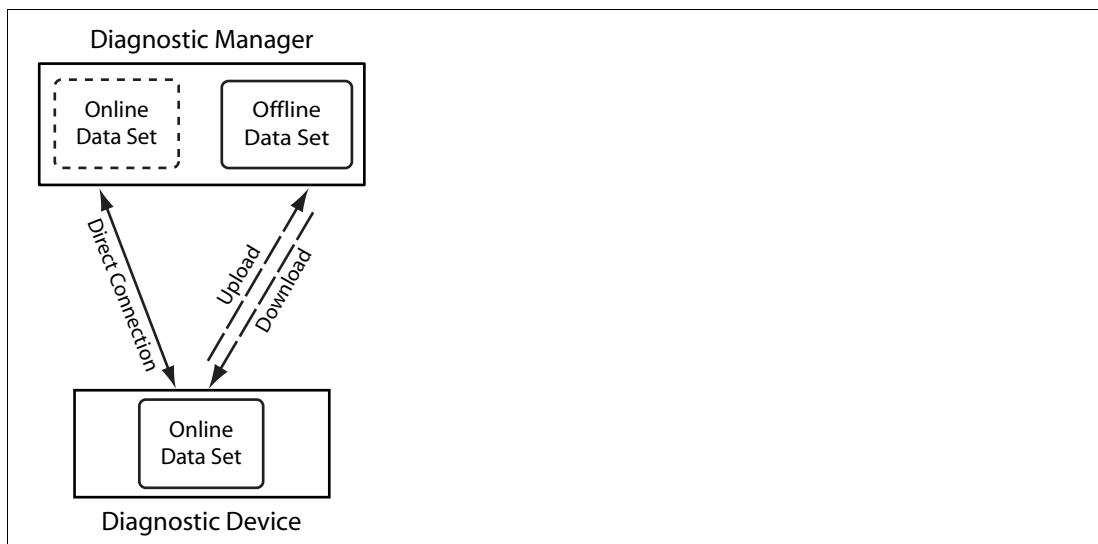 Diagnostic Manager
Online
Data Set
Offline
Data Set
Direct Connection
Upload
Download
Online
Data Set
Diagnostic Device